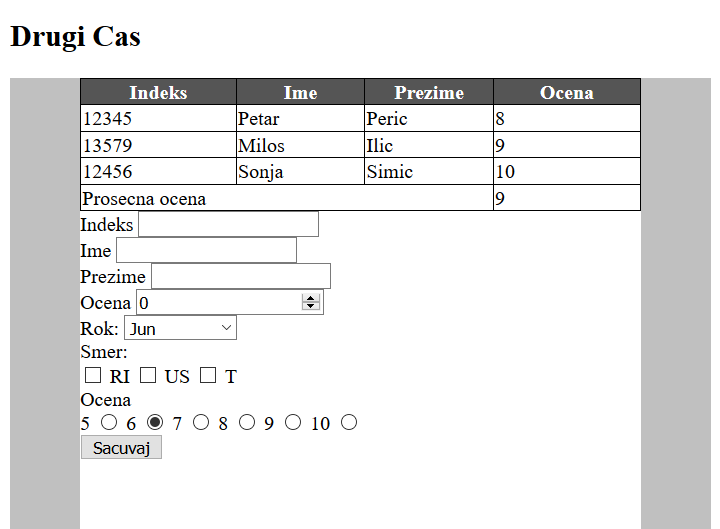 Drugi Cas
Indeks Ime Prezime Ocena
12345 Petar Peric 8
13579 Milos Ilic 9
12456 Sonja Simic 10
Prosecna ocena 9
Indeks
Ime
Prezime
Ocena 0
Rok: Jun
Smer:
RI US T
Ocena
5 6 7 8 9 10
Sacuvaj